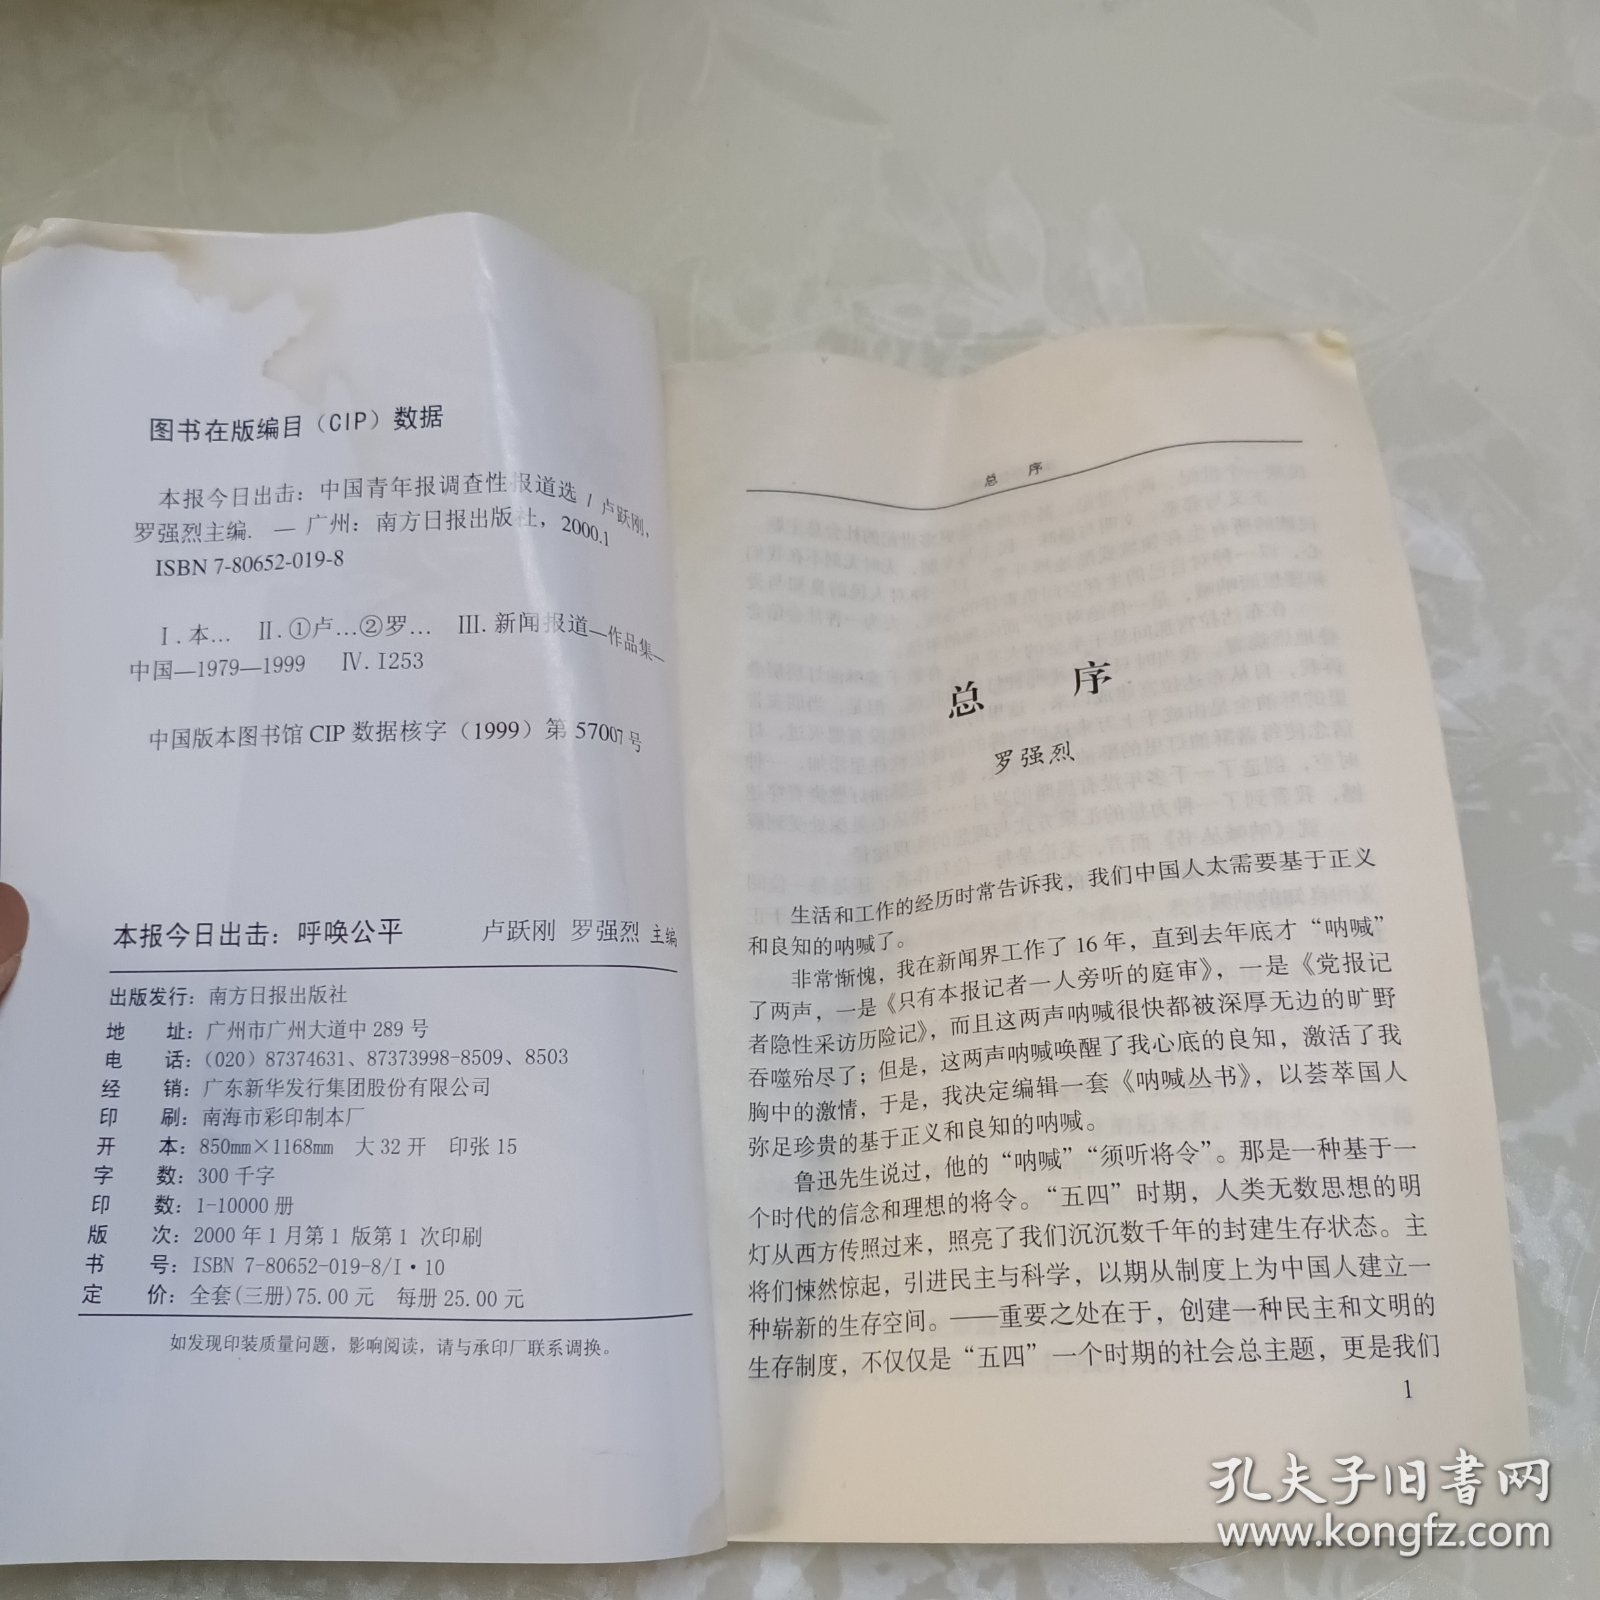 图书在版编目（CIP）数据
本报今日出击：中国青年报调查性报道选 / 卢跃刚，
罗强烈主编. — 广州：南方日报出版社，2000.1
ISBN 7-80652-019-8
Ⅰ.本… Ⅱ.①卢…②罗… Ⅲ.新闻报道—作品集—
中国—1979—1999 Ⅳ.I253
中国版本图书馆 CIP 数据核字（1999）第 57007 号
本报今日出击：呼唤公平 卢跃刚 罗强烈 主编
出版发行：南方日报出版社
地 址：广州市广州大道中 289 号
电 话：（020）87374631、87373998-8509、8503
经 销：广东新华发行集团股份有限公司
印 刷：南海市彩印制本厂
开 本：850mm×1168mm 大 32 开 印张 15
字 数：300 千字
印 数：1-10000 册
版 次：2000 年 1 月第 1 版第 1 次印刷
书 号：ISBN 7-80652-019-8/I·10
定 价：全套(三册)75.00 元 每册 25.00 元
如发现印装质量问题，影响阅读，请与承印厂联系调换。
总 序
总 序
罗强烈
生活和工作的经历时常告诉我，我们中国人太需要基于正义
和良知的呐喊了。
非常惭愧，我在新闻界工作了 16 年，直到去年底才“呐喊”
了两声，一是《只有本报记者一人旁听的庭审》，一是《党报记
者隐性采访历险记》，而且这两声呐喊很快都被深厚无边的旷野
吞噬殆尽了；但是，这两声呐喊唤醒了我心底的良知，激活了我
胸中的激情，于是，我决定编辑一套《呐喊丛书》，以荟萃国人
弥足珍贵的基于正义和良知的呐喊。
鲁迅先生说过，他的“呐喊”“须听将令”。那是一种基于一
个时代的信念和理想的将令。“五四”时期，人类无数思想的明
灯从西方传照过来，照亮了我们沉沉数千年的封建生存状态。主
将们悚然惊起，引进民主与科学，以期从制度上为中国人建立一
种崭新的生存空间。——重要之处在于，创建一种民主和文明的
生存制度，不仅仅是“五四”一个时期的社会总主题，更是我们
1
孔夫子旧书网
www.kongfz.com